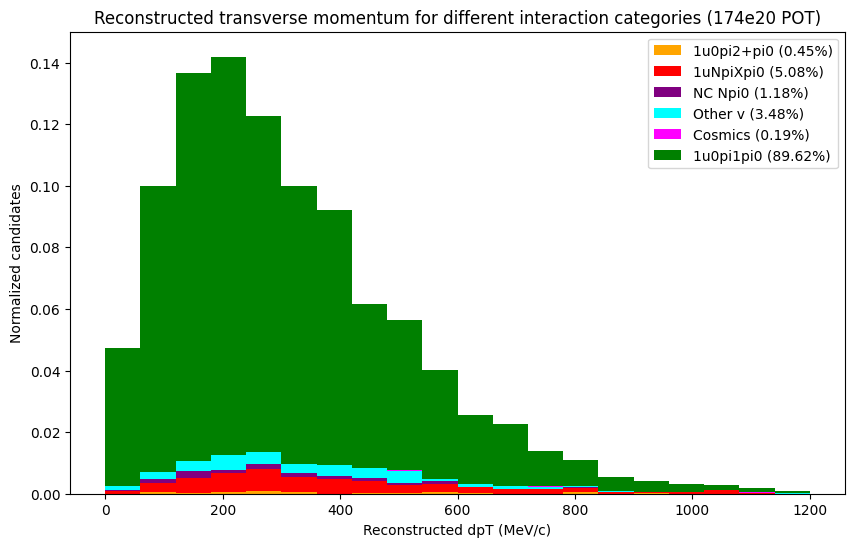 Reconstructed transverse momentum for different interaction categories (174e20 POT)
1u0pi2+pi0 (0.45%)
1uNpiXpi0 (5.08%)
NC Npi0 (1.18%)
Other v (3.48%)
Cosmics (0.19%)
1u0pi1pi0 (89.62%)
Normalized candidates
0.14
0.12
0.10
0.08
0.06
0.04
0.02
0.00
0
200
400
600
800
1000
1200
Reconstructed dpT (MeV/c)